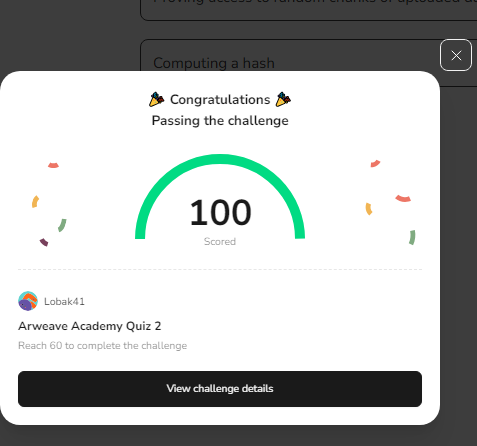 Proving access to random chunks of uploaded
Computing a hash
Congratulations
Passing the challenge
100
Scored
Lobak41
Arweave Academy Quiz 2
Reach 60 to complete the challenge
View challenge details